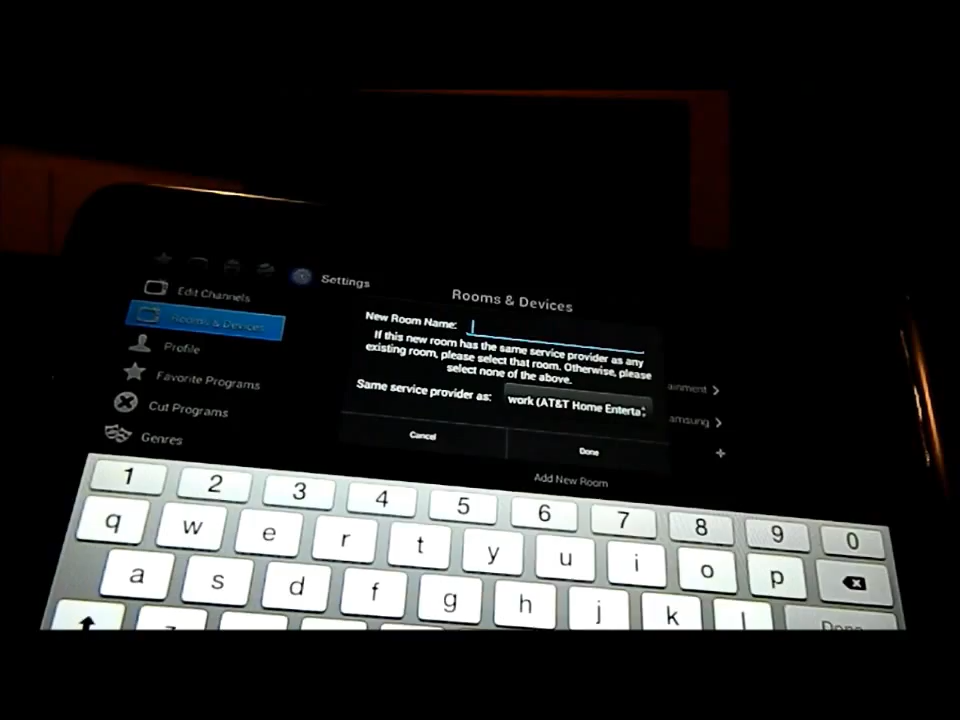 Settings
Edit Channels
Rooms & Devices
Profile
Favorite Programs
Cut Programs
Genres
Rooms & Devices
New Room Name:
If this new room has the same service provider as any
existing room, please select that room. Otherwise, please
select none of the above.
Same service provider as: work (AT&T Home Enterta
Cancel Done
ainment >
amsung >
+
Add New Room
1 2 3 4 5 6 7 8 9 0
q w e r t y u i o p
a s d f g h j k l
Done